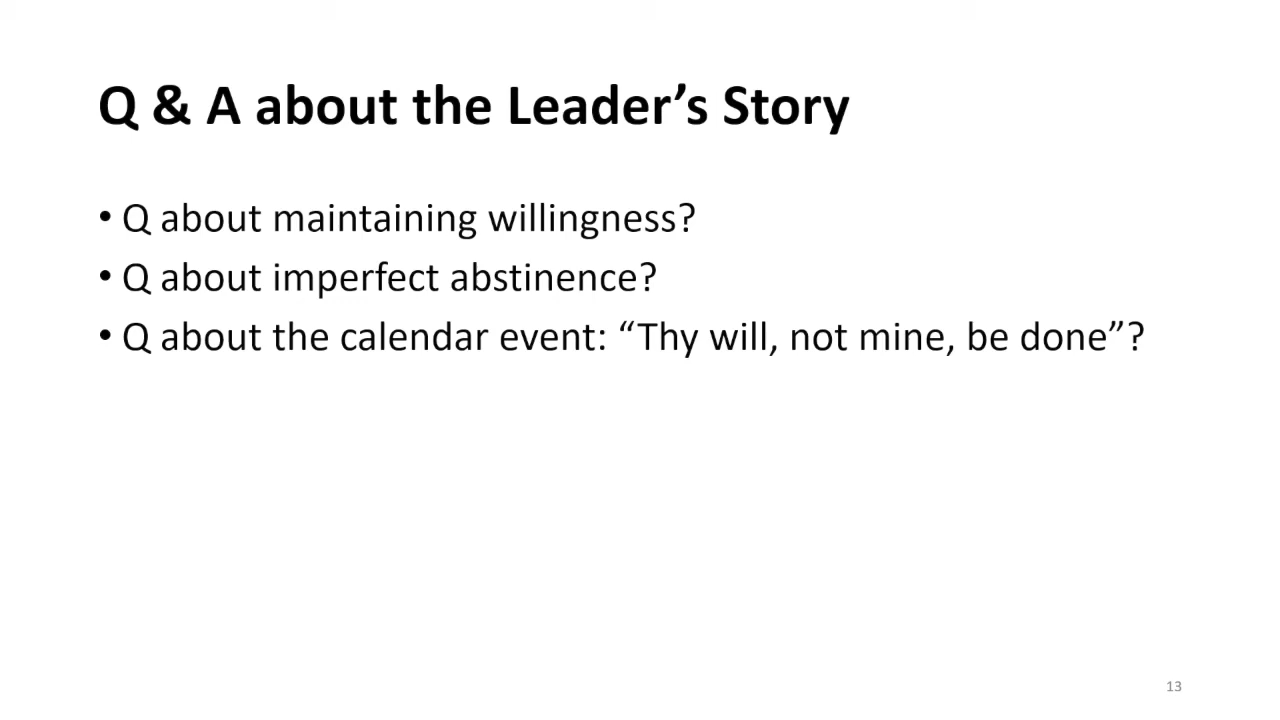 Q & A about the Leader’s Story
• Q about maintaining willingness?
• Q about imperfect abstinence?
• Q about the calendar event: “Thy will, not mine, be done”?
13